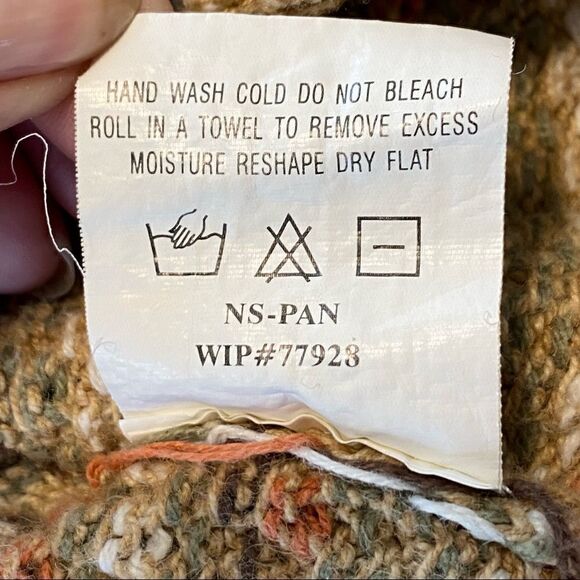 HAND WASH COLD DO NOT BLEACH
ROLL IN A TOWEL TO REMOVE EXCESS
MOISTURE RESHAPE DRY FLAT
NS-PAN
WIP#77928